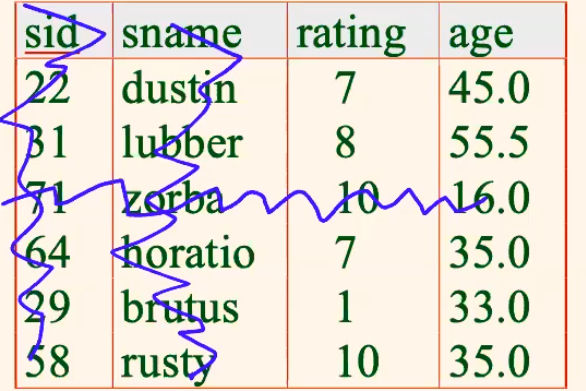 sid sname rating age
22 dustin 7 45.0
31 lubber 8 55.5
71 zorba 10 16.0
64 horatio 7 35.0
29 brutus 1 33.0
58 rusty 10 35.0